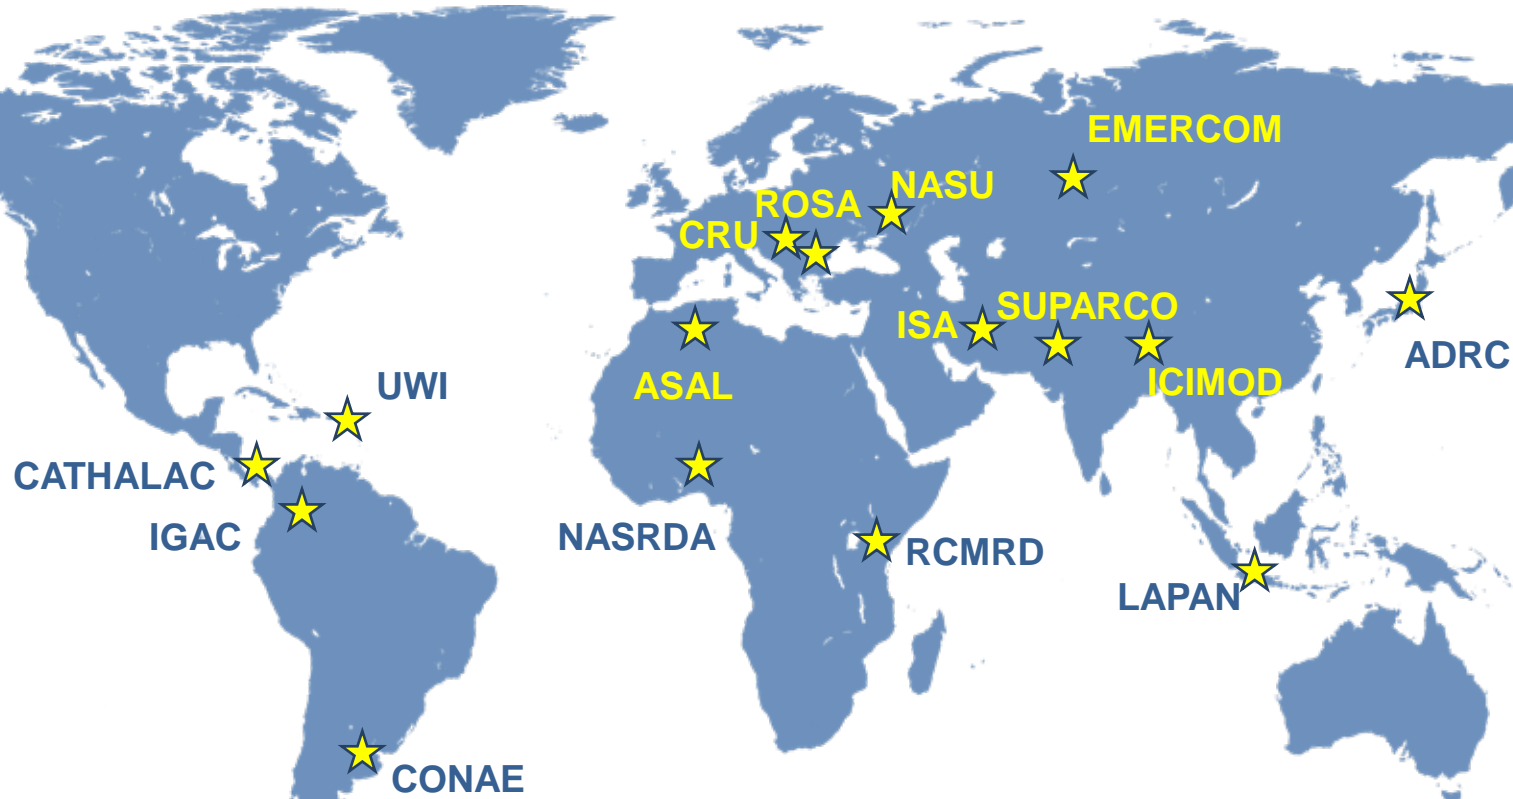 EMERCOM
NASU
ROSA
CRU
SUPARCO
ISA
ADRC
UWI
ASAL
ICIMOD
CATHALAC
IGAC
NASRDA
RCMRD
LAPAN
CONAE